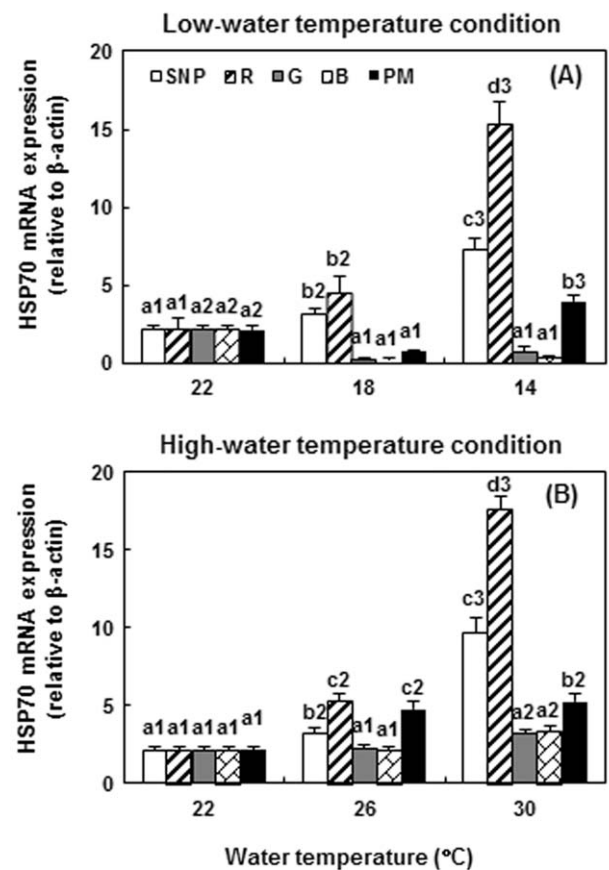 Low-water temperature condition
HSP70 mRNA expression
(relative to β-actin)
20
15
10
5
0
(A)
SNP R G B PM
a1 a1 a2 a2 a2
b2 b2 a1 a1 a1
c3 d3 a1 a1 b3
22 18 14
High-water temperature condition
HSP70 mRNA expression
(relative to β-actin)
20
15
10
5
0
(B)
a1 a1 a1 a1 a1
b2 c2 a1 a1 c2
c3 d3 a2 a2 b2
22 26 30
Water temperature (°C)